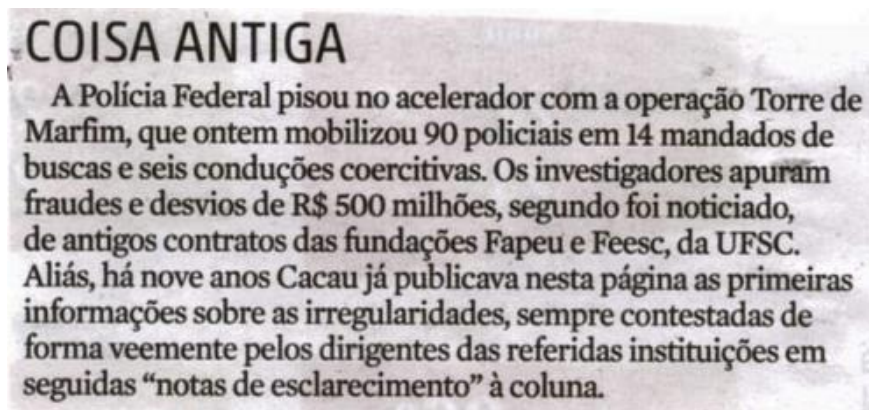 COISA ANTIGA
A Polícia Federal pisou no acelerador com a operação Torre de
Marfim, que ontem mobilizou 90 policiais em 14 mandados de
buscas e seis conduções coercitivas. Os investigadores apuram
fraudes e desvios de R$ 500 milhões, segundo foi noticiado,
de antigos contratos das fundações Fapeu e Feesc, da UFSC.
Aliás, há nove anos Cacau já publicava nesta página as primeiras
informações sobre as irregularidades, sempre contestadas de
forma veemente pelos dirigentes das referidas instituições em
seguidas “notas de esclarecimento” à coluna.